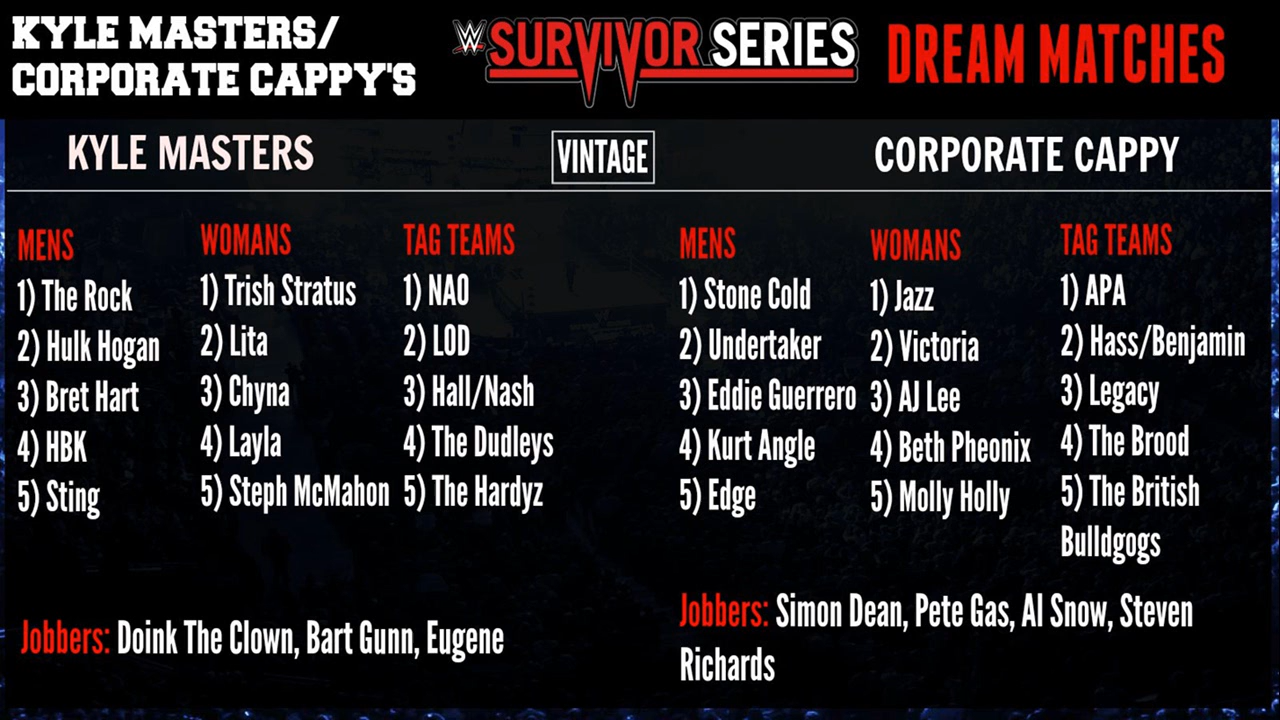 KYLE MASTERS/
CORPORATE CAPPY'S
W SURVIVOR SERIES
DREAM MATCHES
KYLE MASTERS
VINTAGE
CORPORATE CAPPY
MENS
1) The Rock
2) Hulk Hogan
3) Bret Hart
4) HBK
5) Sting
WOMANS
1) Trish Stratus
2) Lita
3) Chyna
4) Layla
5) Steph McMahon
TAG TEAMS
1) NAO
2) LOD
3) Hall/Nash
4) The Dudleys
5) The Hardyz
Jobbers: Doink The Clown, Bart Gunn, Eugene
MENS
1) Stone Cold
2) Undertaker
3) Eddie Guerrero
4) Kurt Angle
5) Edge
WOMANS
1) Jazz
2) Victoria
3) AJ Lee
4) Beth Pheonix
5) Molly Holly
TAG TEAMS
1) APA
2) Hass/Benjamin
3) Legacy
4) The Brood
5) The British
Bulldgogs
Jobbers: Simon Dean, Pete Gas, Al Snow, Steven
Richards